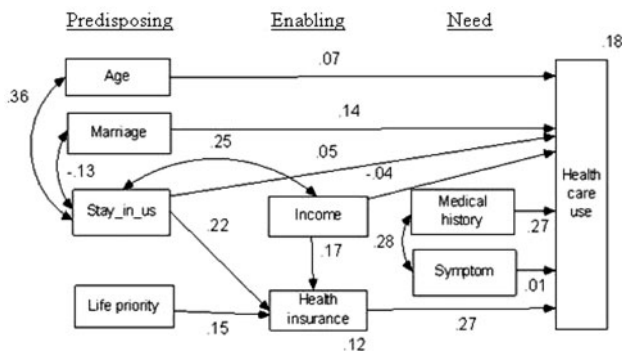 Predisposing Enabling Need
.18
Age
.07
.36
Marriage
.14
.25
-.13
.05
-.04
Stay_in_us
Income
Medical
history
Health
care
use
.22
.28
.27
.17
Symptom
.01
Life priority
Health
insurance
.15
.27
.12